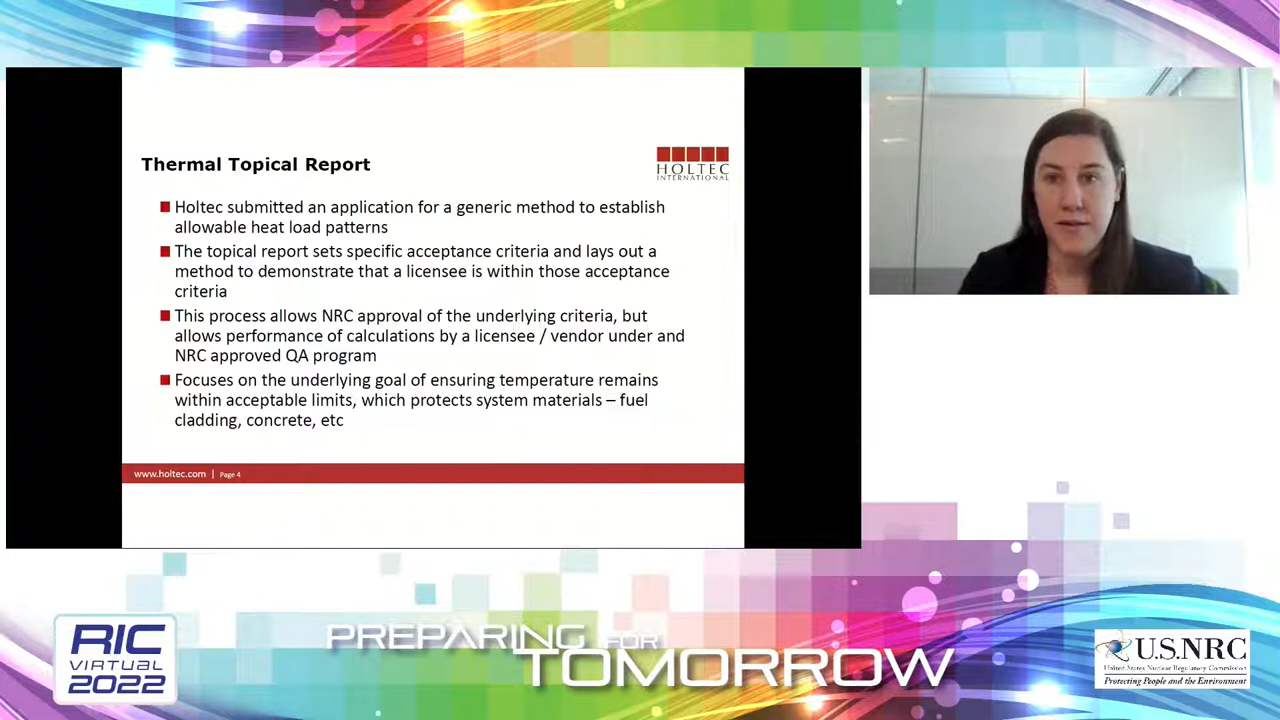 Thermal Topical Report
HOLTEC
INTERNATIONAL
Holtec submitted an application for a generic method to establish
allowable heat load patterns
The topical report sets specific acceptance criteria and lays out a
method to demonstrate that a licensee is within those acceptance
criteria
This process allows NRC approval of the underlying criteria, but
allows performance of calculations by a licensee / vendor under and
NRC approved QA program
Focuses on the underlying goal of ensuring temperature remains
within acceptable limits, which protects system materials – fuel
cladding, concrete, etc
www.holtec.com | Page 4
RIC
VIRTUAL
2022
PREPARING FOR
TOMORROW
U.S.NRC
United States Nuclear Regulatory Commission
Protecting People and the Environment